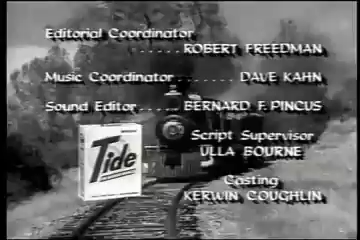 Editorial Coordinator
..... ROBERT FREEDMAN
Music Coordinator ....... DAVE KAHN
Sound Editor ..... BERNARD F. PINCUS
Script Supervisor
ULLA BOURNE
Casting
KERWIN COUGHLIN
Tide